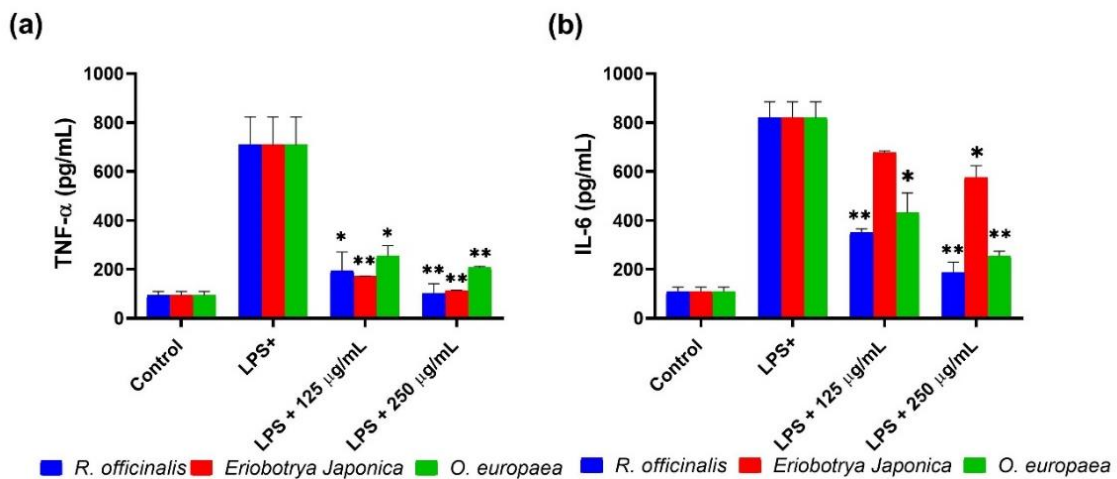 (a)
TNF-α (pg/mL)
1000
800
600
400
200
0
* ** *
** ** **
Control
LPS+
LPS + 125 µg/mL
LPS + 250 µg/mL
R. officinalis Eriobotrya Japonica O. europaea
(b)
IL-6 (pg/mL)
1000
800
600
400
200
0
** *
** * **
Control
LPS+
LPS + 125 µg/mL
LPS + 250 µg/mL
R. officinalis Eriobotrya Japonica O. europaea